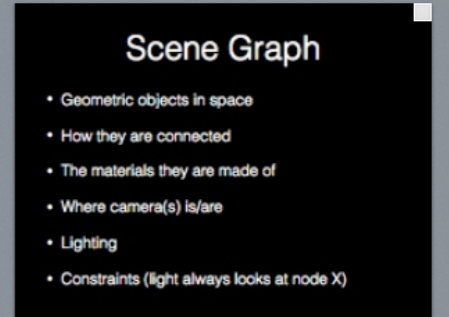 Scene Graph
• Geometric objects in space
• How they are connected
• The materials they are made of
• Where camera(s) is/are
• Lighting
• Constraints (light always looks at node X)